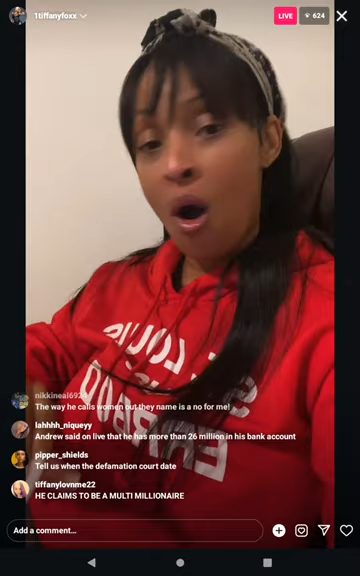 1tiffanyfoxx
LIVE
624
nikkineal692
The way he calls women out they name is a no for me!
lahhhh_niqueyy
Andrew said on live that he has more than 26 million in his bank account
pipper_shields
Tell us when the defamation court date
tiffanylovnme22
HE CLAIMS TO BE A MULTI MILLIONAIRE
Add a comment...